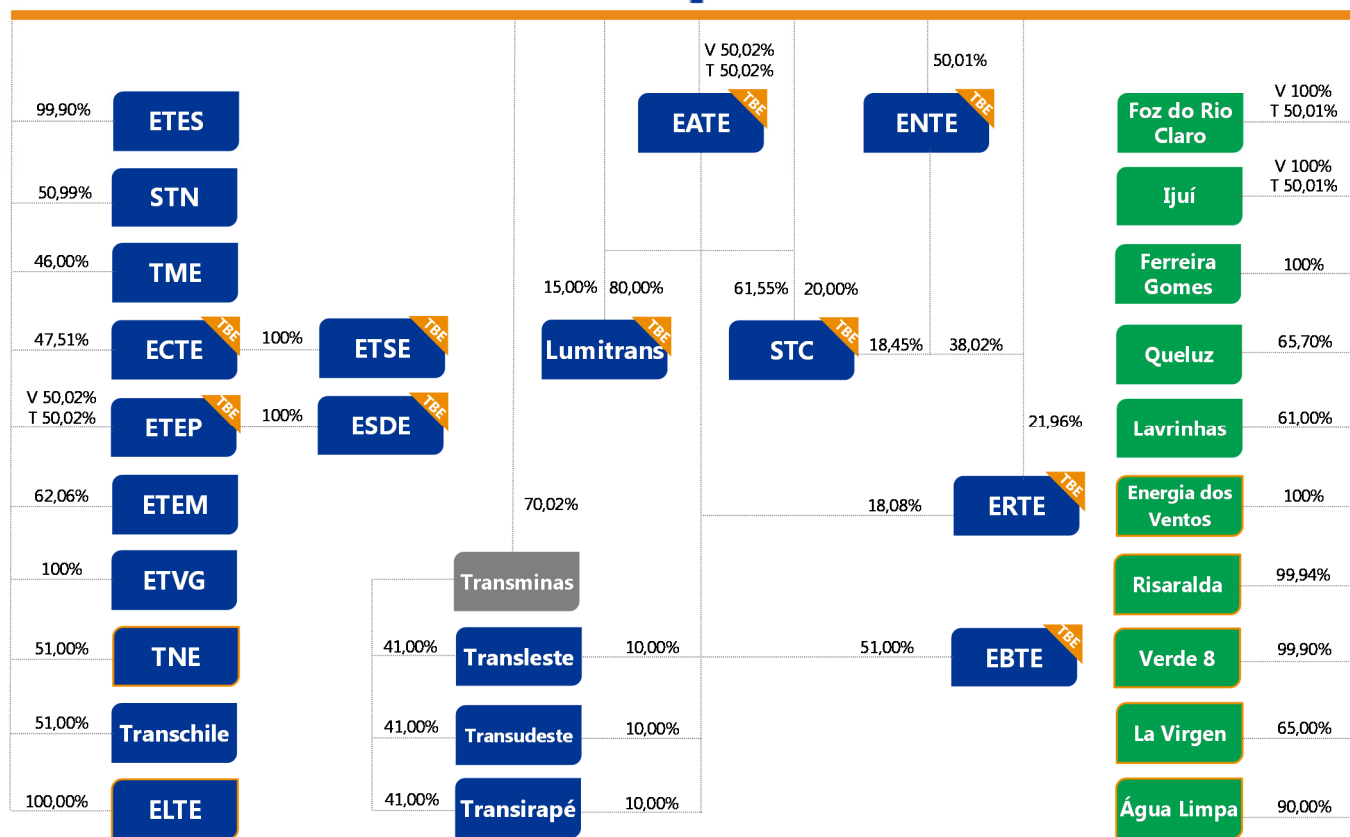 V 50,02%
T 50,02%
50,01%
99,90%
ETES
EATE
TBE
ENTE
TBE
Foz do Rio
Claro
V 100%
T 50,01%
50,99%
STN
Ijuí
V 100%
T 50,01%
46,00%
TME
Ferreira
Gomes
100%
15,00%
80,00%
61,55%
20,00%
47,51%
ECTE
TBE
100%
ETSE
TBE
Lumitrans
TBE
STC
TBE
18,45%
38,02%
Queluz
65,70%
V 50,02%
T 50,02%
ETEP
TBE
100%
ESDE
TBE
21,96%
Lavrinhas
61,00%
62,06%
ETEM
70,02%
18,08%
ERTE
TBE
Energia dos
Ventos
100%
100%
ETVG
Transminas
Risaralda
99,94%
51,00%
TNE
41,00%
Transleste
10,00%
51,00%
EBTE
TBE
Verde 8
99,90%
51,00%
Transchile
41,00%
Transudeste
10,00%
La Virgen
65,00%
100,00%
ELTE
41,00%
Transirapé
10,00%
Água Limpa
90,00%